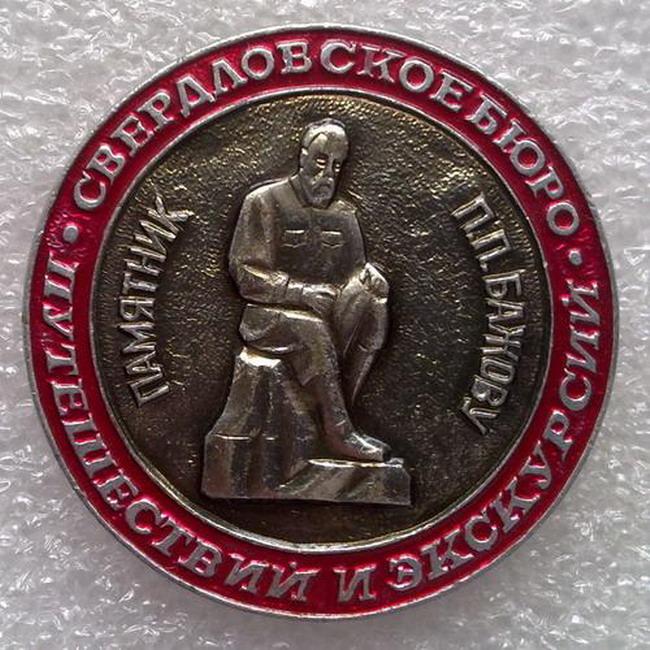 СВЕРДЛОВСКОЕ БЮРО
• ПУТЕШЕСТВИЙ И ЭКСКУРСИЙ •
ПАМЯТНИК
П.П. БАЖОВУ